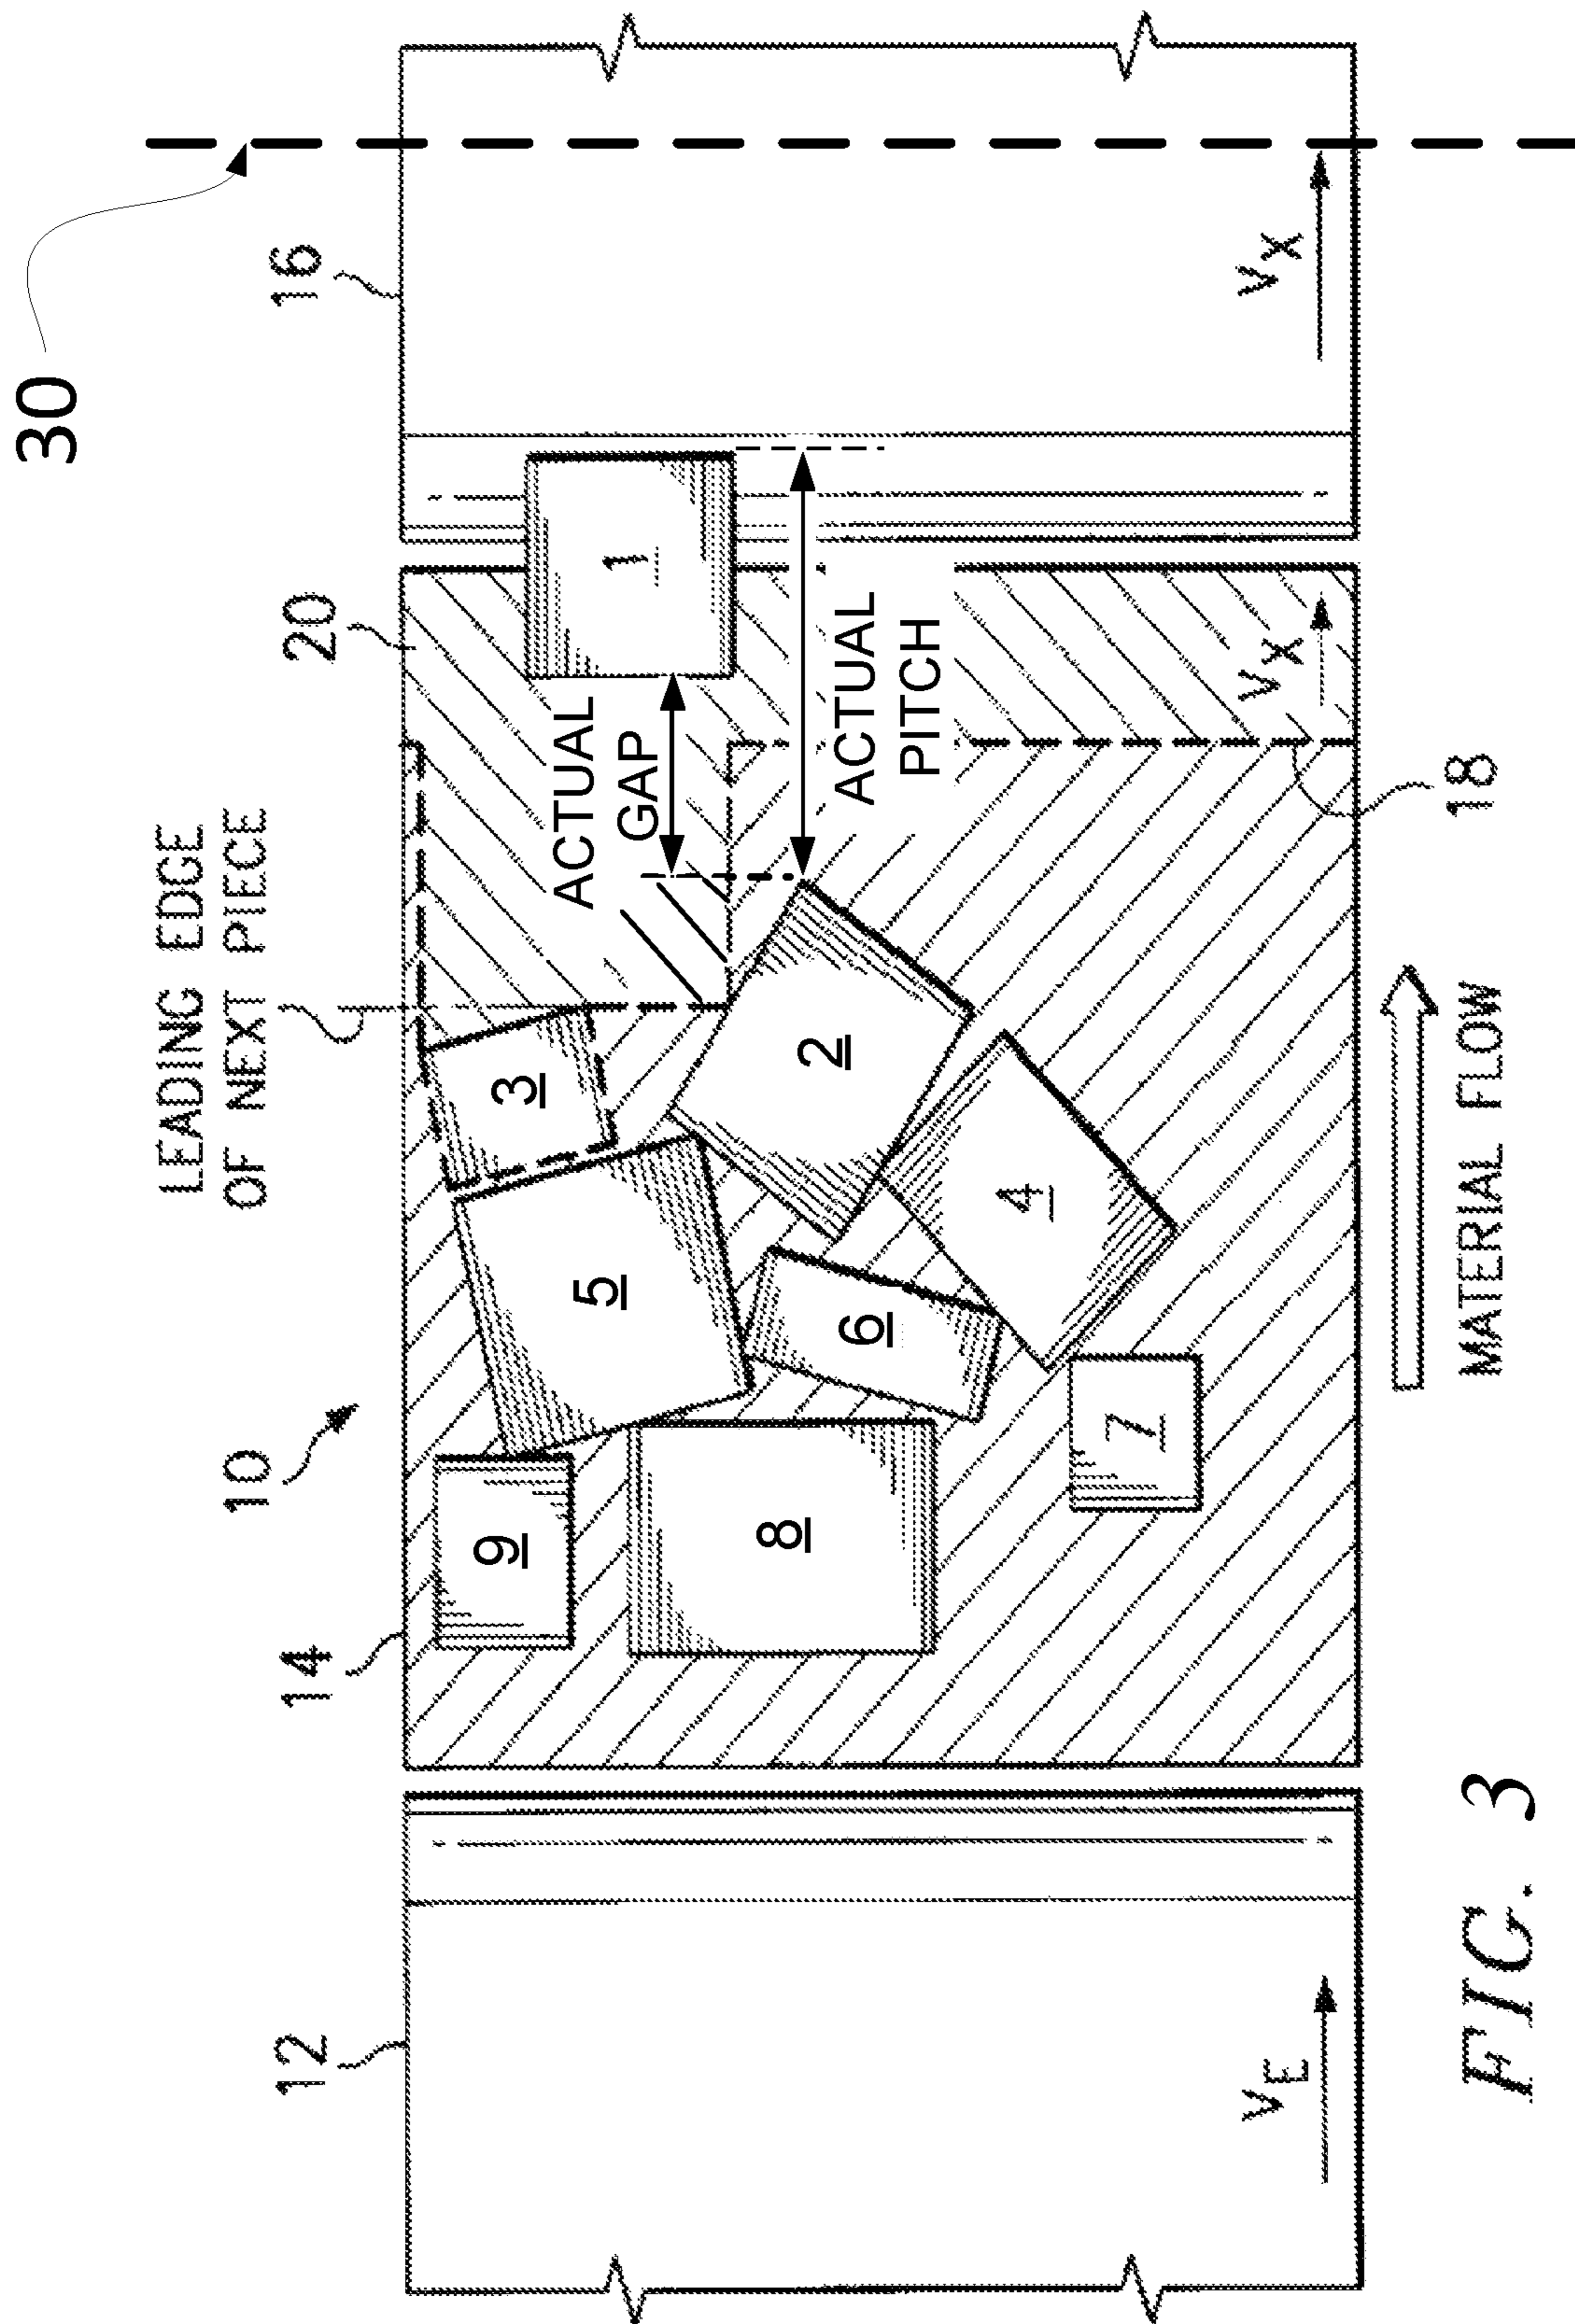 30
16
20
LEADING EDGE
OF NEXT PIECE
10
14
12
1
ACTUAL
GAP
ACTUAL
PITCH
3
2
5
4
6
9
8
7
VX
VX
VE
18
MATERIAL FLOW
FIG. 3